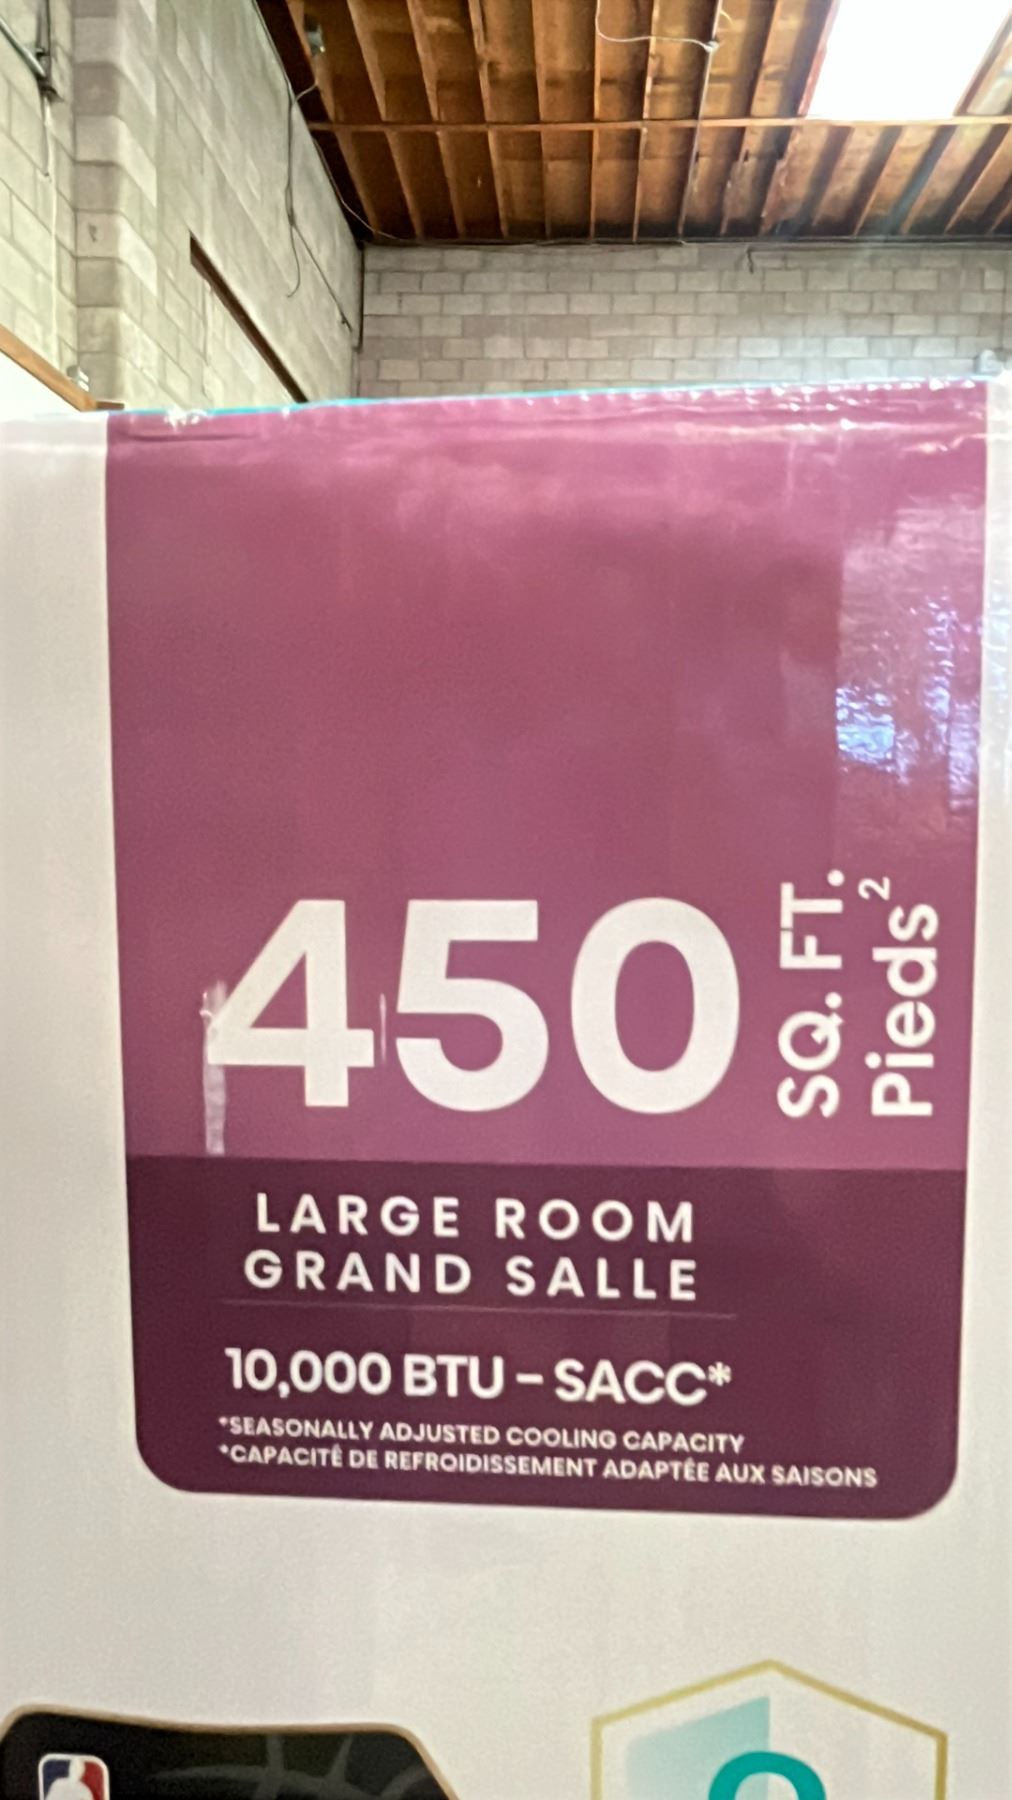 450
SQ. FT.
Pieds²
LARGE ROOM
GRAND SALLE
10,000 BTU – SACC*
*SEASONALLY ADJUSTED COOLING CAPACITY
*CAPACITÉ DE REFROIDISSEMENT ADAPTÉE AUX SAISONS